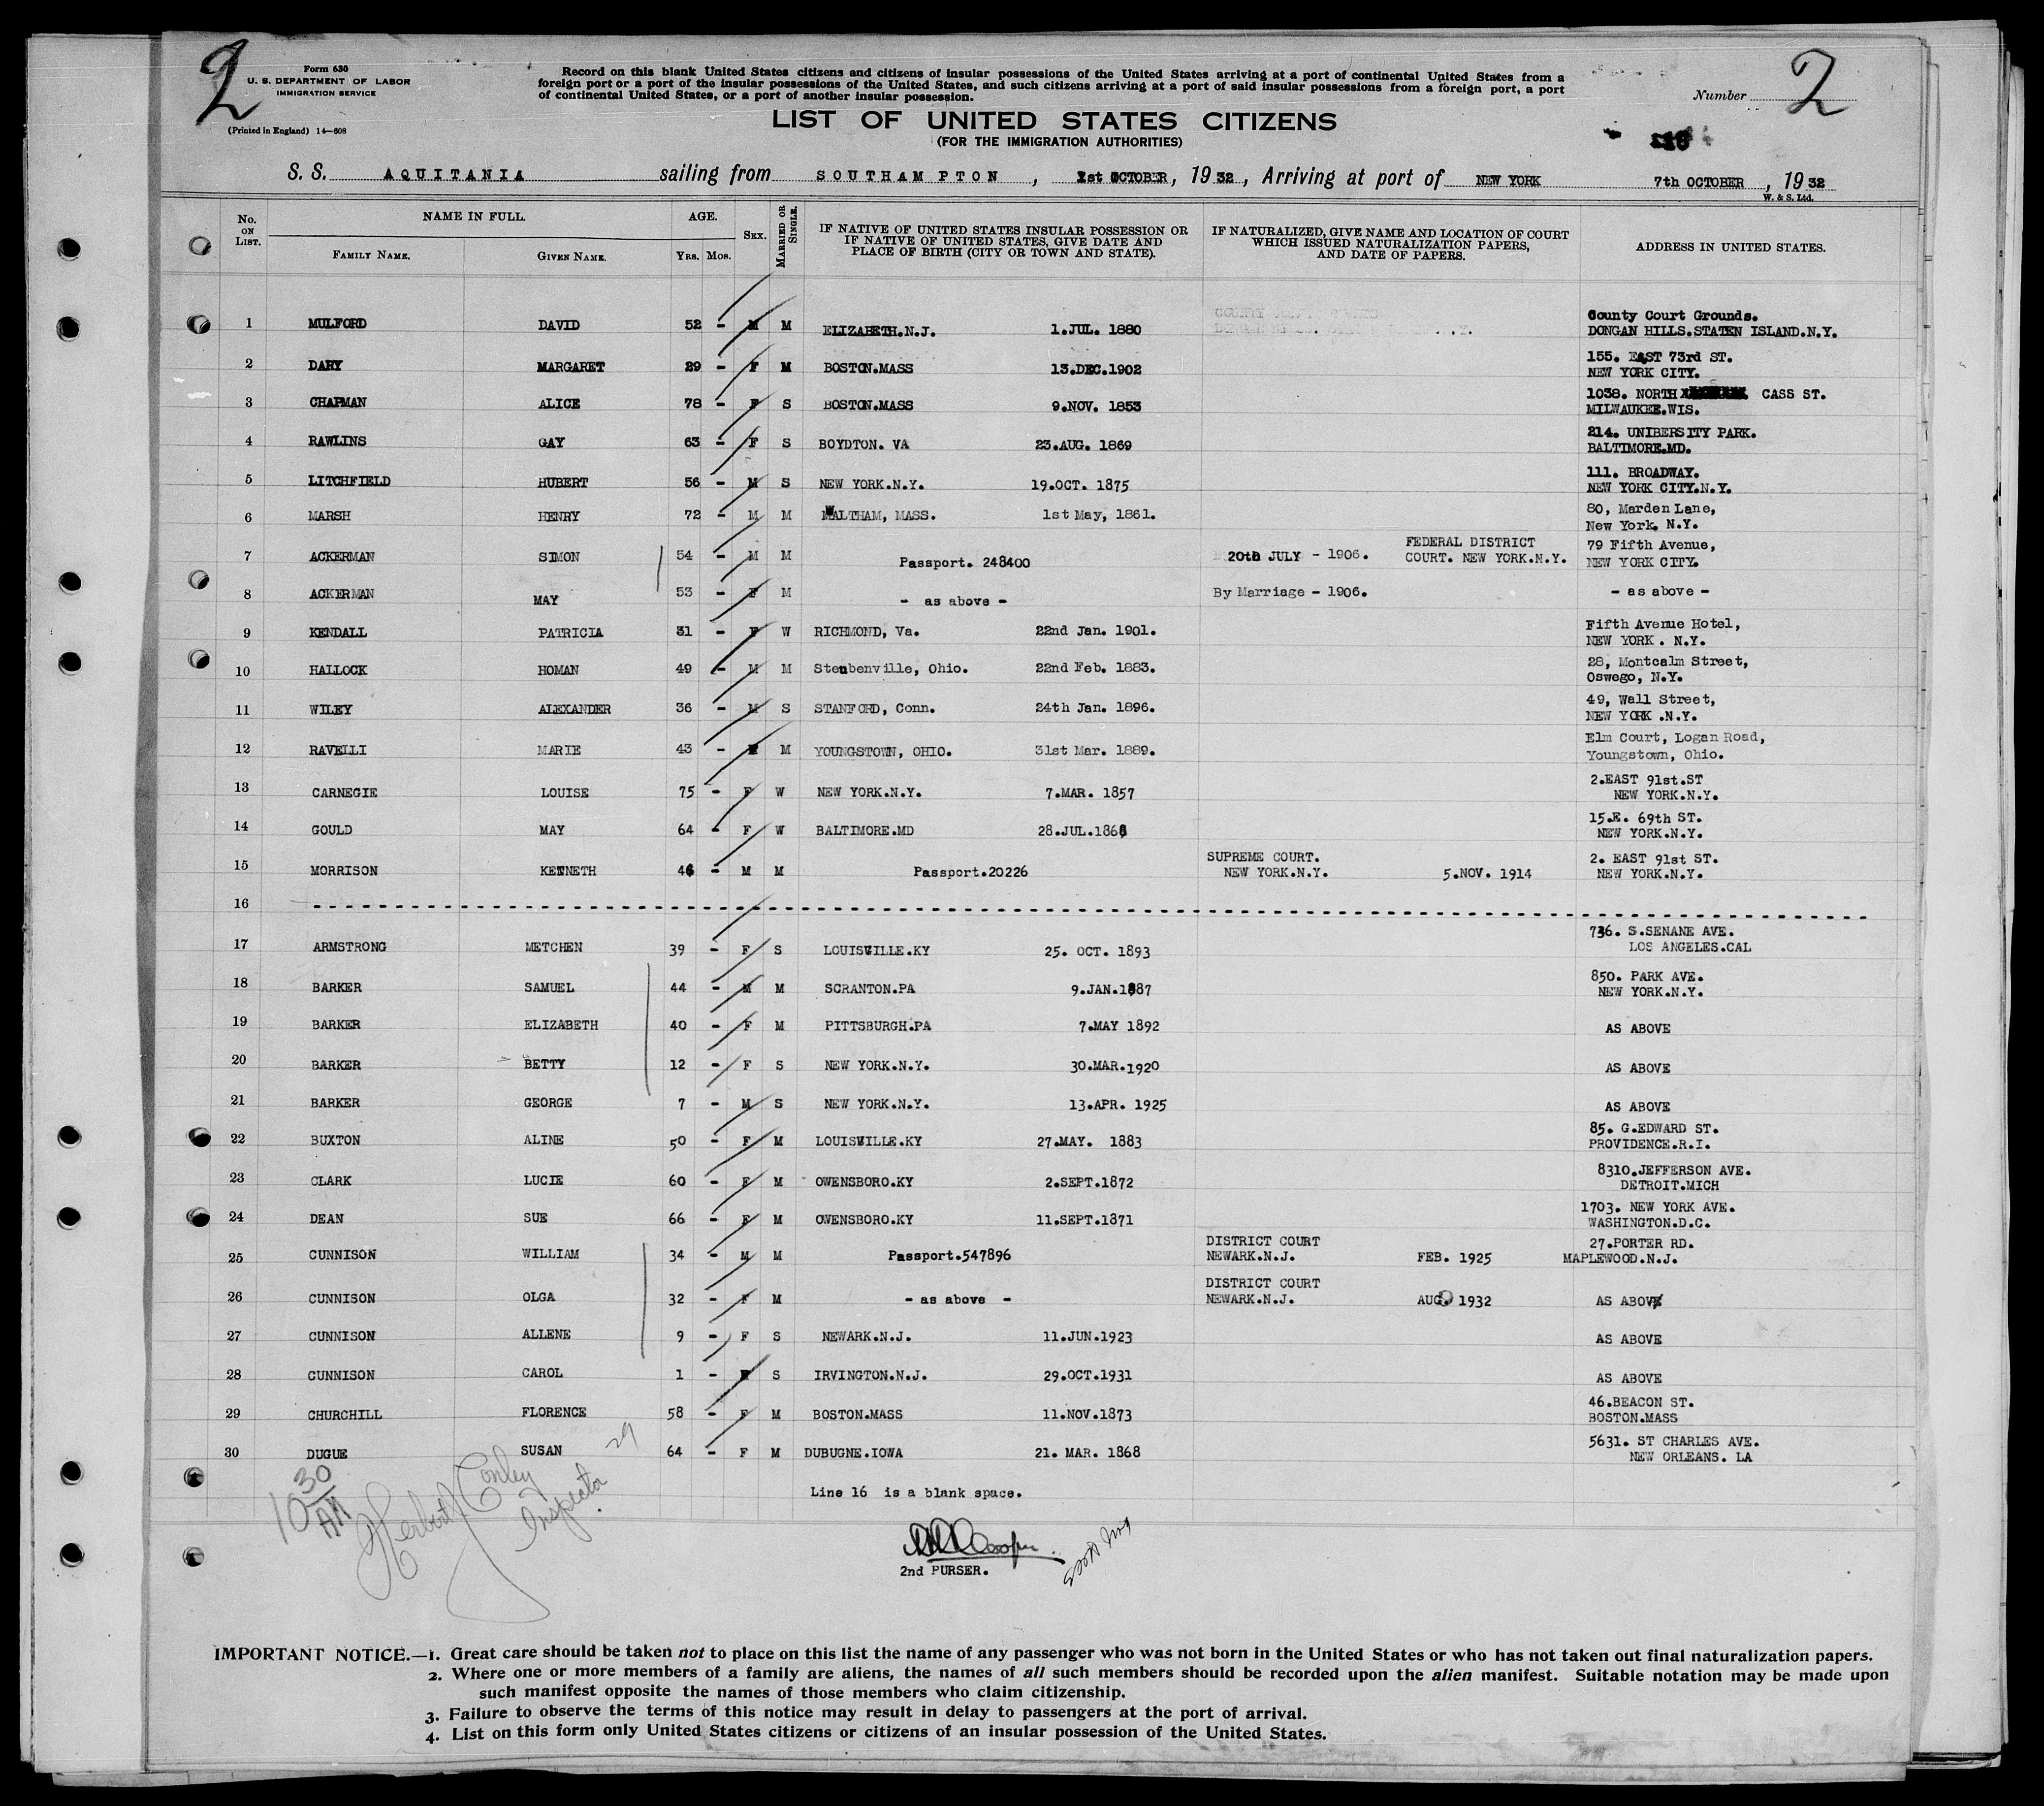 2
Form 630
U. S. DEPARTMENT OF LABOR
IMMIGRATION SERVICE
(Printed in England) 14—608
Record on this blank United States citizens and citizens of insular possessions of the United States arriving at a port of continental United States from a
foreign port or a port of the insular possessions of the United States, and such citizens arriving at a port of said insular possessions from a foreign port, a port
of continental United States, or a port of another insular possession.
Number 2
LIST OF UNITED STATES CITIZENS
(FOR THE IMMIGRATION AUTHORITIES)
S. S. AQUITANIA sailing from SOUTHAMPTON, 1st OCTOBER, 1932, Arriving at port of NEW YORK 7th OCTOBER, 1932
W. & S. Ltd.
No. ON LIST. NAME IN FULL. FAMILY NAME. GIVEN NAME. AGE. YRS. MOS. SEX. MARRIED OR SINGLE. IF NATIVE OF UNITED STATES INSULAR POSSESSION OR IF NATIVE OF UNITED STATES, GIVE DATE AND PLACE OF BIRTH (CITY OR TOWN AND STATE). IF NATURALIZED, GIVE NAME AND LOCATION OF COURT WHICH ISSUED NATURALIZATION PAPERS, AND DATE OF PAPERS. ADDRESS IN UNITED STATES.
1 MULFORD DAVID 52 - M M ELIZABETH.N.J. 1.JUL. 1880 County Court Grounds. DONGAN HILLS.STATEN ISLAND.N.Y.
2 DARY MARGARET 29 - F M BOSTON.MASS 13.DEC.1902 155. EAST 73rd ST. NEW YORK CITY.
3 CHAPMAN ALICE 78 - F S BOSTON.MASS 9.NOV. 1853 1038. NORTH CASS ST. MILWAUKEE.WIS.
4 RAWLINS GAY 63 - F S BOYDTON. VA 23.AUG. 1869 214. UNIBERSITY PARK. BALTIMORE.MD.
5 LITCHFIELD HUBERT 56 - M S NEW YORK.N.Y. 19.OCT. 1875 111. BROADWAY. NEW YORK CITY.N.Y.
6 MARSH HENRY 72 - M M WALTHAM, MASS. 1st May, 1861. 80, Marden Lane, New York, N.Y.
7 ACKERMAN SIMON 54 - M M Passport. 248400 20th JULY - 1906. FEDERAL DISTRICT COURT. NEW YORK.N.Y. 79 Fifth Avenue, NEW YORK CITY.
8 ACKERMAN MAY 53 - F M - as above - By Marriage - 1906. - as above -
9 KENDALL PATRICIA 31 - F W RICHMOND, Va. 22nd Jan. 1901. Fifth Avenue Hotel, NEW YORK . N.Y.
10 HALLOCK HOMAN 49 - M M Steubenville, Ohio. 22nd Feb. 1883. 28, Montcalm Street, Oswego, N.Y.
11 WILEY ALEXANDER 36 - M S STANFORD, Conn. 24th Jan. 1896. 49, Wall Street, NEW YORK .N.Y.
12 RAVELLI MARIE 43 - M YOUNGSTOWN, OHIO. 31st Mar. 1889. Elm Court, Logan Road, Youngstown, Ohio.
13 CARNEGIE LOUISE 75 - F W NEW YORK.N.Y. 7.MAR. 1857 2.EAST 91st.ST NEW YORK.N.Y.
14 GOULD MAY 64 - F W BALTIMORE.MD 28.JUL.1868 15.E. 69th ST. NEW YORK.N.Y.
15 MORRISON KENNETH 46 - M M Passport.20226 SUPREME COURT. NEW YORK.N.Y. 5.NOV. 1914 2. EAST 91st ST. NEW YORK.N.Y.
16
17 ARMSTRONG METCHEN 39 - F S LOUISVILLE.KY 25. OCT. 1893 736. S.SENANE AVE. LOS ANGELES.CAL
18 BARKER SAMUEL 44 - M M SCRANTON.PA 9.JAN.1887 850. PARK AVE. NEW YORK.N.Y.
19 BARKER ELIZABETH 40 - F M PITTSBURGH.PA 7.MAY 1892 AS ABOVE
20 BARKER BETTY 12 - F S NEW YORK.N.Y. 30.MAR.1920 AS ABOVE
21 BARKER GEORGE 7 - M S NEW YORK.N.Y. 13.APR. 1925 AS ABOVE
22 BUXTON ALINE 50 - F M LOUISVILLE.KY 27.MAY. 1883 85. G.EDWARD ST. PROVIDENCE.R.I.
23 CLARK LUCIE 60 - F M OWENSBORO.KY 2.SEPT.1872 8310.JEFFERSON AVE. DETROIT.MICH
24 DEAN SUE 66 - F M OWENSBORO.KY 11.SEPT.1871 1703. NEW YORK AVE. WASHINGTON.D.C.
25 CUNNISON WILLIAM 34 - M M Passport.547896 DISTRICT COURT NEWARK.N.J. FEB. 1925 27.PORTER RD. MAPLEWOOD.N.J.
26 CUNNISON OLGA 32 - F M - as above - DISTRICT COURT NEWARK.N.J. AUG. 1932 AS ABOVE
27 CUNNISON ALLENE 9 - F S NEWARK.N.J. 11.JUN.1923 AS ABOVE
28 CUNNISON CAROL 1 - F S IRVINGTON.N.J. 29.OCT.1931 AS ABOVE
29 CHURCHILL FLORENCE 58 - F M BOSTON.MASS 11.NOV.1873 46.BEACON ST. BOSTON.MASS
30 DUGUE SUSAN 64 - F M DUBUGNE.IOWA 21. MAR. 1868 5631. ST CHARLES AVE. NEW ORLEANS. LA
29
10 30 AM
Herbert J Conley
Inspector
Line 16 is a blank space.
2nd PURSER.
IMPORTANT NOTICE.—1. Great care should be taken not to place on this list the name of any passenger who was not born in the United States or who has not taken out final naturalization papers.
2. Where one or more members of a family are aliens, the names of all such members should be recorded upon the alien manifest. Suitable notation may be made upon
such manifest opposite the names of those members who claim citizenship.
3. Failure to observe the terms of this notice may result in delay to passengers at the port of arrival.
4. List on this form only United States citizens or citizens of an insular possession of the United States.